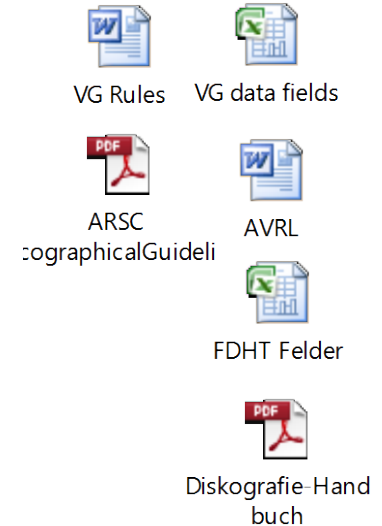 VG Rules
VG data fields
PDF
ARSC
cographicalGuideli
AVRL
FDHT Felder
PDF
Diskografie-Hand
buch